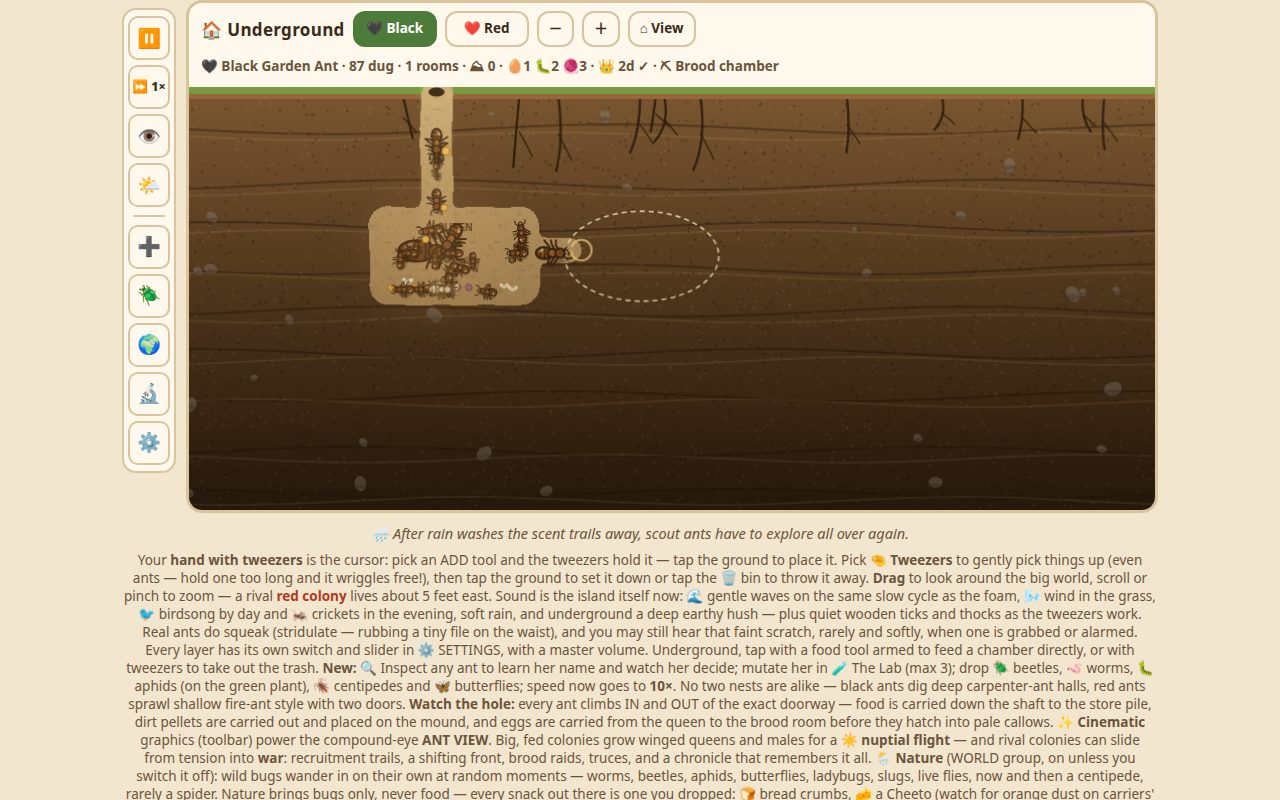 🏠 Underground 🖤 Black ❤️ Red − + ⌂ View
🖤 Black Garden Ant · 87 dug · 1 rooms · ⛰ 0 · 🥚1 🐛2 🧶3 · 👑 2d ✓ · ⛏ Brood chamber
⏩ 1×
🌧️ After rain washes the scent trails away, scout ants have to explore all over again.
Your hand with tweezers is the cursor: pick an ADD tool and the tweezers hold it — tap the ground to place it. Pick 🤏 Tweezers to gently pick things up (even
ants — hold one too long and it wriggles free!), then tap the ground to set it down or tap the 🗑️ bin to throw it away. Drag to look around the big world, scroll or
pinch to zoom — a rival red colony lives about 5 feet east. Sound is the island itself now: 🌊 gentle waves on the same slow cycle as the foam, 🌬️ wind in the grass,
🐦 birdsong by day and 🦗 crickets in the evening, soft rain, and underground a deep earthy hush — plus quiet wooden ticks and thocks as the tweezers work.
Real ants do squeak (stridulate — rubbing a tiny file on the waist), and you may still hear that faint scratch, rarely and softly, when one is grabbed or alarmed.
Every layer has its own switch and slider in ⚙️ SETTINGS, with a master volume. Underground, tap with a food tool armed to feed a chamber directly, or with
tweezers to take out the trash. New: 🔍 Inspect any ant to learn her name and watch her decide; mutate her in 🧪 The Lab (max 3); drop 🪲 beetles, 🪱 worms, 🐛
aphids (on the green plant), 🪳 centipedes and 🦋 butterflies; speed now goes to 10×. No two nests are alike — black ants dig deep carpenter-ant halls, red ants
sprawl shallow fire-ant style with two doors. Watch the hole: every ant climbs IN and OUT of the exact doorway — food is carried down the shaft to the store pile,
dirt pellets are carried out and placed on the mound, and eggs are carried from the queen to the brood room before they hatch into pale callows. ✨ Cinematic
graphics (toolbar) power the compound-eye ANT VIEW. Big, fed colonies grow winged queens and males for a ☀️ nuptial flight — and rival colonies can slide
from tension into war: recruitment trails, a shifting front, brood raids, truces, and a chronicle that remembers it all. 🌦️ Nature (WORLD group, on unless you
switch it off): wild bugs wander in on their own at random moments — worms, beetles, aphids, butterflies, ladybugs, slugs, live flies, now and then a centipede,
rarely a spider. Nature brings bugs only, never food — every snack out there is one you dropped: 🍞 bread crumbs, 🧀 a Cheeto (watch for orange dust on carriers'